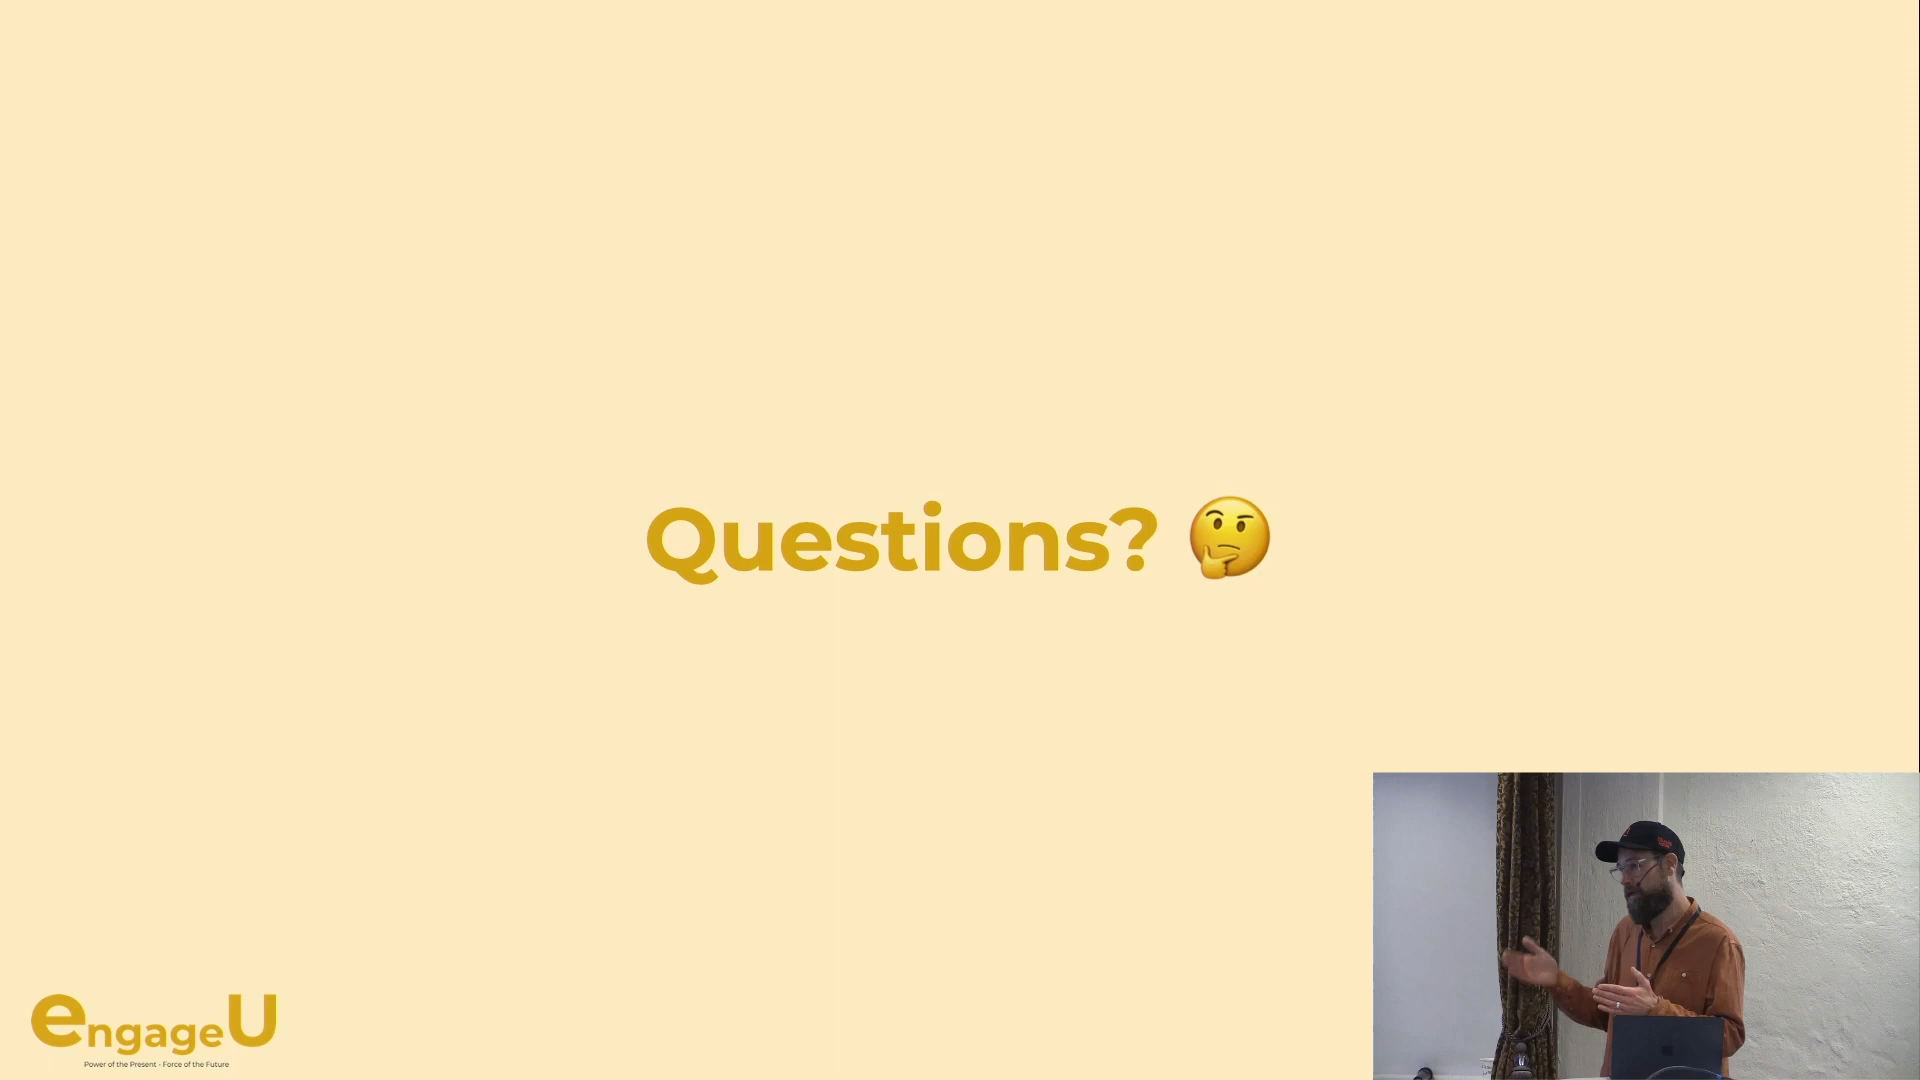 Questions? 🤔
engageU
Power of the Present - Force of the Future